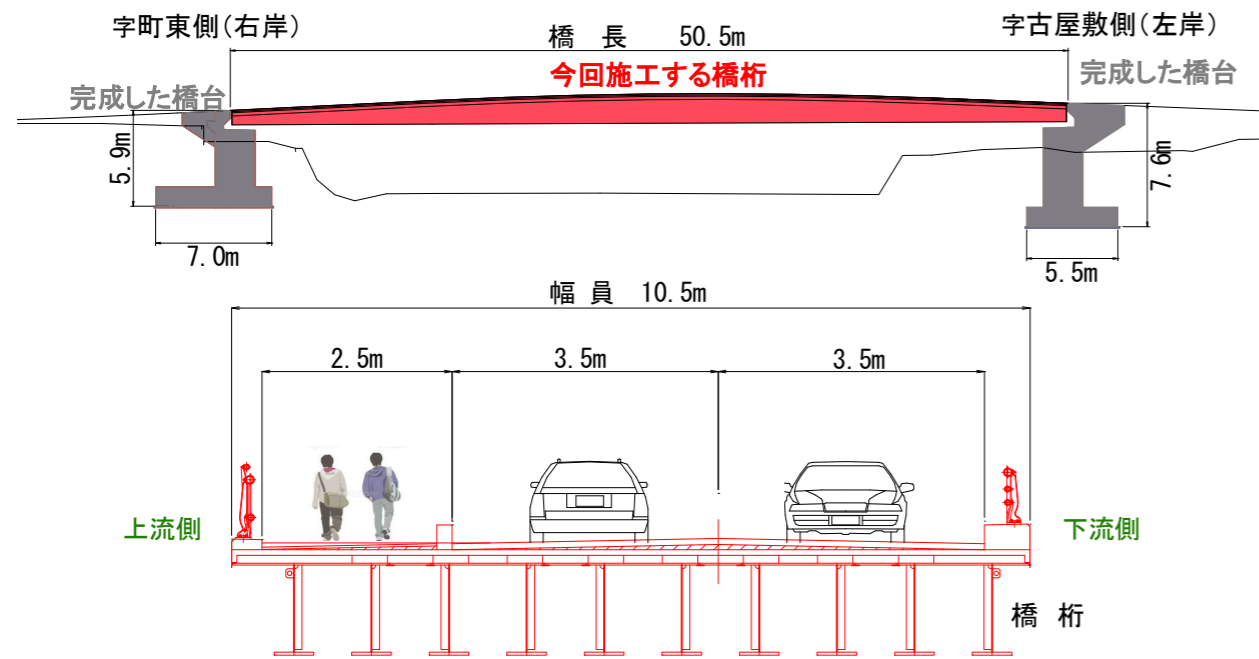 字町東側(右岸)
橋 長 50.5m
字古屋敷側(左岸)
今回施工する橋桁
完成した橋台
完成した橋台
5.9m
7.6m
7.0m
5.5m
幅 員 10.5m
2.5m
3.5m
3.5m
上流側
下流側
橋 桁